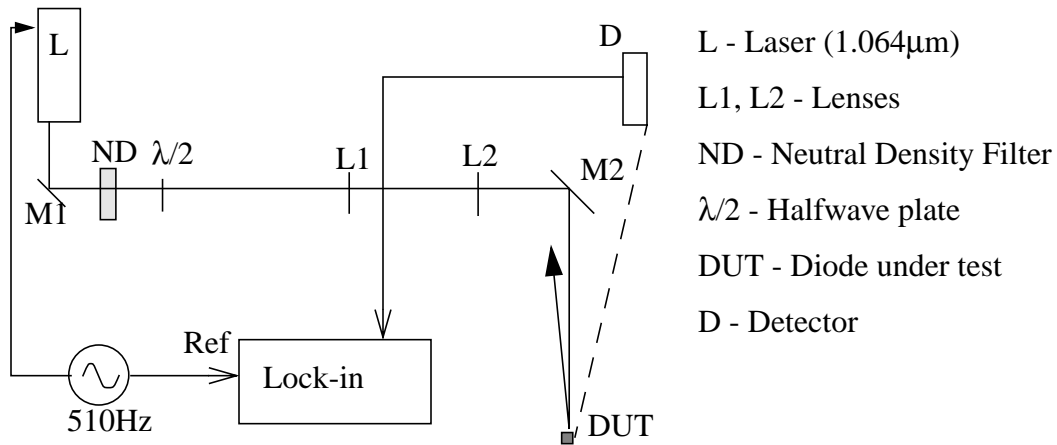 L
D
L - Laser (1.064μm)
L1, L2 - Lenses
ND
λ/2
L1
L2
M2
ND - Neutral Density Filter
M1
λ/2 - Halfwave plate
DUT - Diode under test
D - Detector
Ref
Lock-in
510Hz
DUT